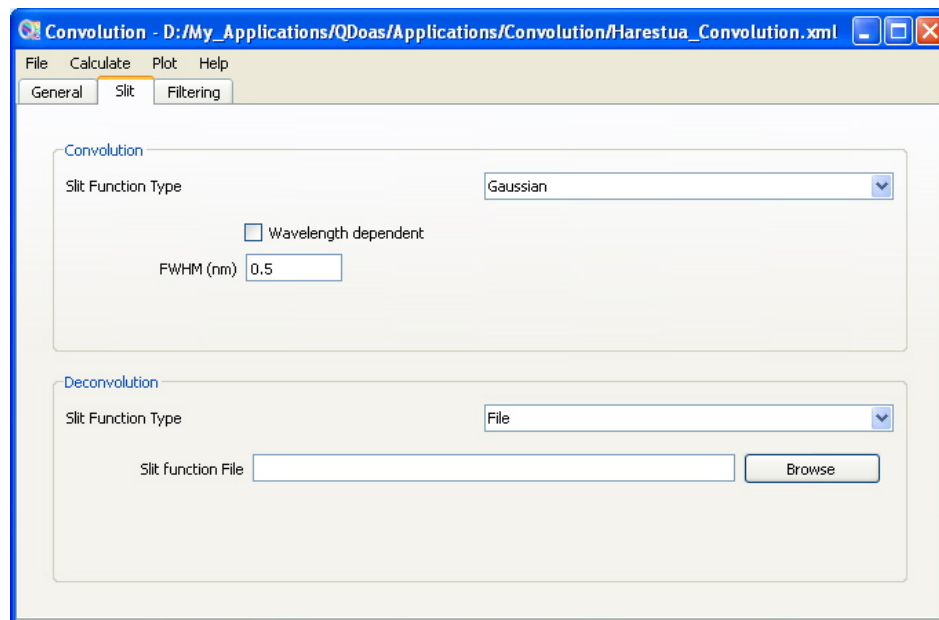 Convolution - D:/My_Applications/QDoas/Applications/Convolution/Harestua_Convolution.xml
File Calculate Plot Help
General Slit Filtering
Convolution
Slit Function Type Gaussian
Wavelength dependent
FWHM (nm) 0.5
Deconvolution
Slit Function Type File
Slit function File Browse